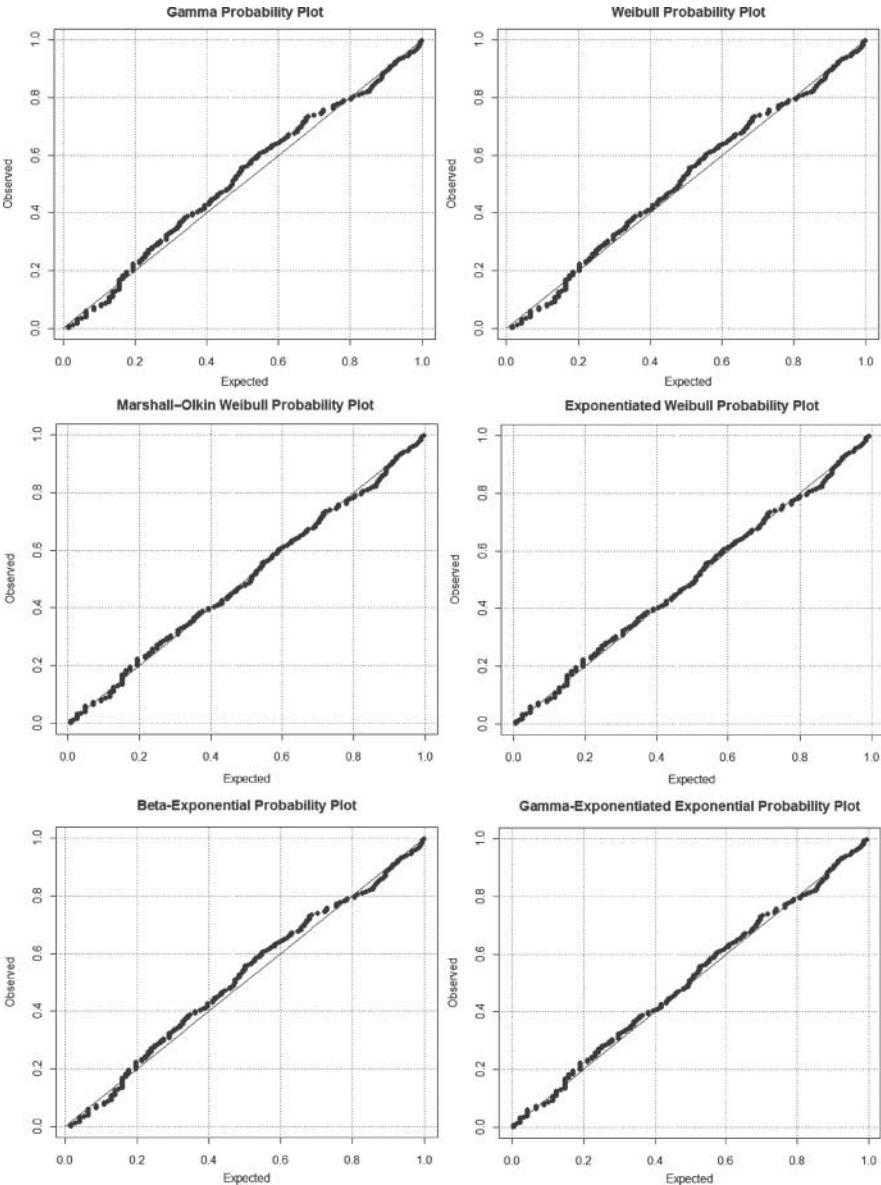 Gamma Probability Plot
Observed
0.0 0.2 0.4 0.6 0.8 1.0
0.0 0.2 0.4 0.6 0.8 1.0
Expected
Weibull Probability Plot
Observed
0.0 0.2 0.4 0.6 0.8 1.0
0.0 0.2 0.4 0.6 0.8 1.0
Expected
Marshall–Olkin Weibull Probability Plot
Observed
0.0 0.2 0.4 0.6 0.8 1.0
0.0 0.2 0.4 0.6 0.8 1.0
Expected
Exponentiated Weibull Probability Plot
Observed
0.0 0.2 0.4 0.6 0.8 1.0
0.0 0.2 0.4 0.6 0.8 1.0
Expected
Beta-Exponential Probability Plot
Observed
0.0 0.2 0.4 0.6 0.8 1.0
0.0 0.2 0.4 0.6 0.8 1.0
Expected
Gamma-Exponentiated Exponential Probability Plot
Observed
0.0 0.2 0.4 0.6 0.8 1.0
0.0 0.2 0.4 0.6 0.8 1.0
Expected